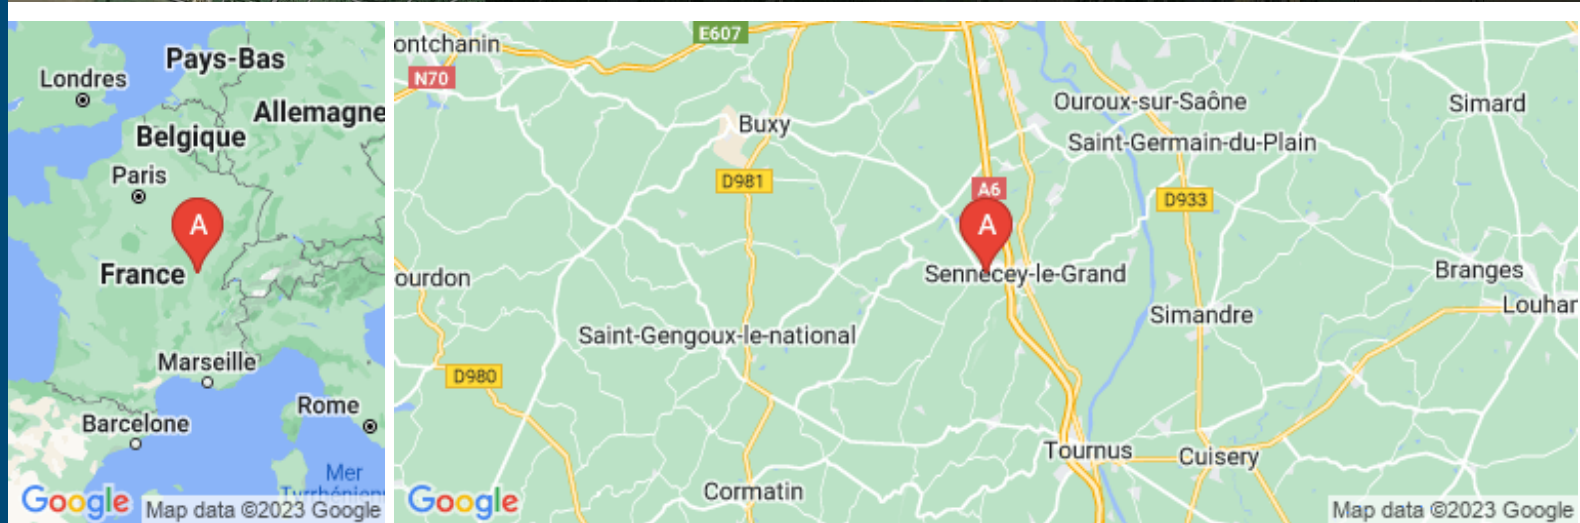 Pays-Bas
Londres
Allemagne
Belgique
Paris
A
France
Marseille
Rome
Barcelone
Mer
Tyrrhénien
Google
Map data ©2023 Google
E607
ontchanin
N70
Ouroux-sur-Saône
Simard
Buxy
Saint-Germain-du-Plain
D981
A6
D933
A
Sennecey-le-Grand
Branges
ourdon
Louhar
Simandre
Saint-Gengoux-le-national
D980
Tournus
Cuisery
Cormatin
Google
Map data ©2023 Google